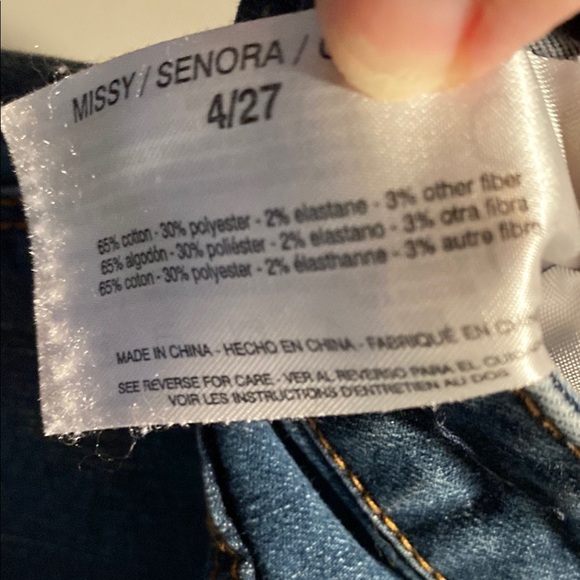 MISSY / SENORA /
4/27
65% cotton - 30% polyester - 2% elastane - 3% other fiber
65% algodón - 30% poliéster - 2% elastano - 3% otra fibra
65% coton - 30% polyester - 2% élasthanne - 3% autre fibre
MADE IN CHINA - HECHO EN CHINA - FABRIQUÉ EN
SEE REVERSE FOR CARE - VER AL REVERSO PARA EL
VOIR LES INSTRUCTIONS D'ENTRETIEN AU DOS